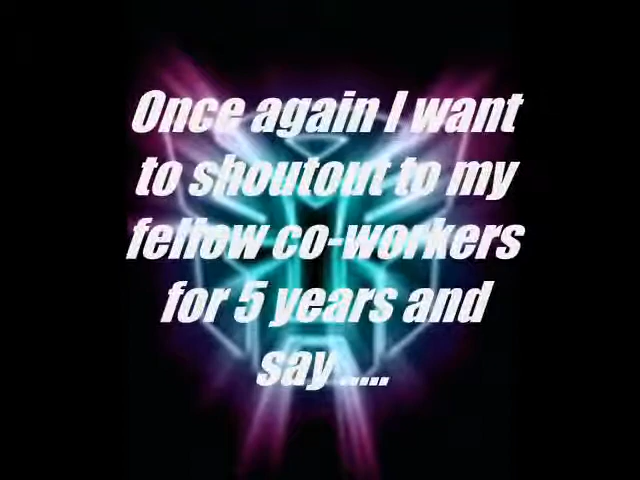 Once again I want
to shoutout to my
fellow co-workers
for 5 years and
say .....